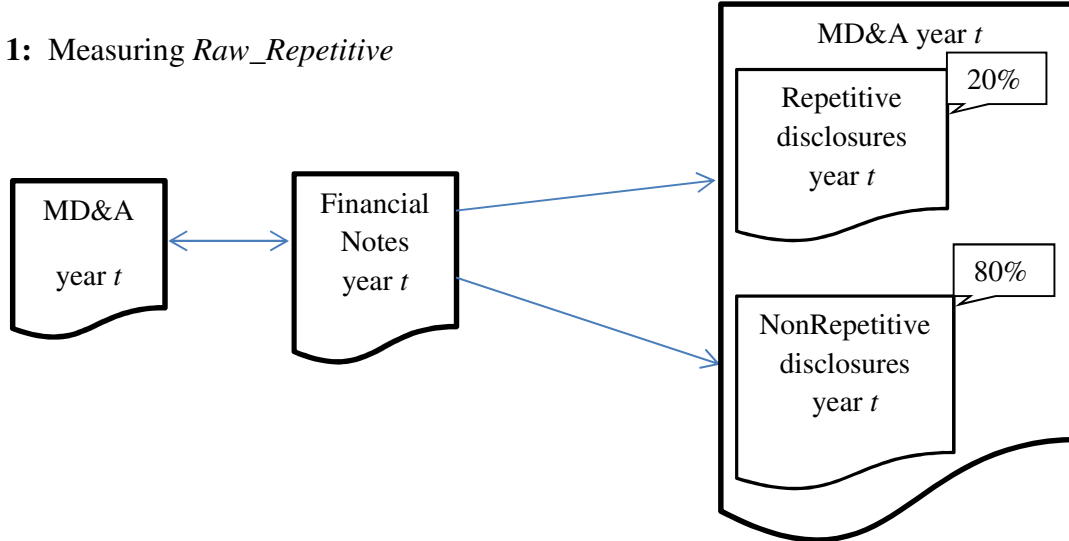 1: Measuring Raw_Repetitive
MD&A
year t
Financial
Notes
year t
MD&A year t
Repetitive
disclosures
year t
20%
NonRepetitive
disclosures
year t
80%